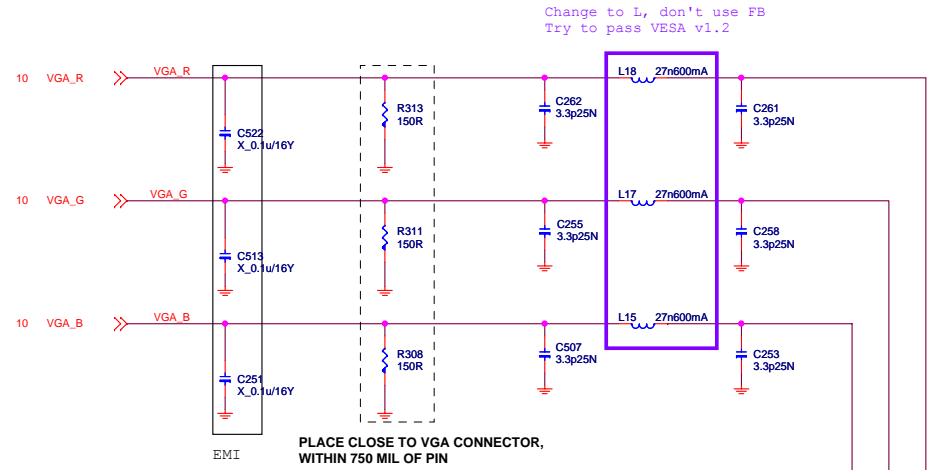 Change to L, don't use FB
Try to pass VESA v1.2
10 VGA_R VGA_R
L18 27n600mA
C262
3.3p25N
C261
3.3p25N
R313
150R
C522
X_0.1u/16Y
10 VGA_G VGA_G
L17 27n600mA
C255
3.3p25N
C258
3.3p25N
R311
150R
C513
X_0.1u/16Y
10 VGA_B VGA_B
L15 27n600mA
C507
3.3p25N
C253
3.3p25N
R308
150R
C251
X_0.1u/16Y
PLACE CLOSE TO VGA CONNECTOR,
WITHIN 750 MIL OF PIN
EMI